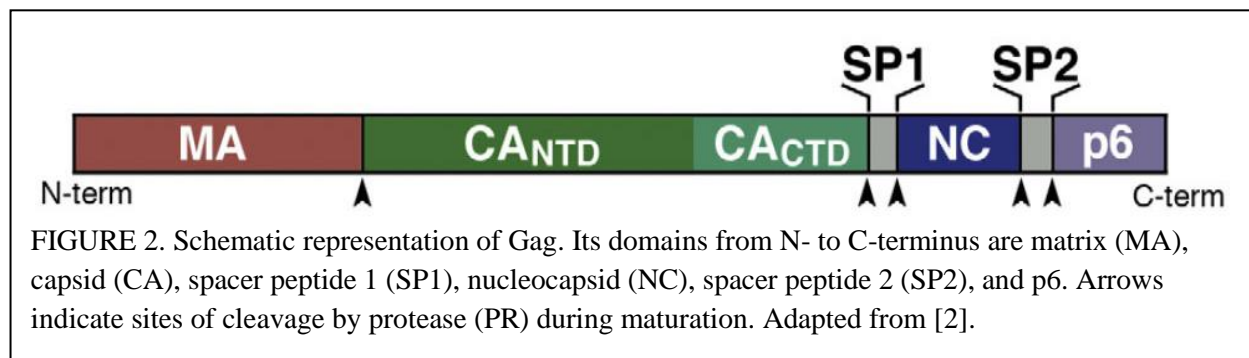 SP1 SP2
MA CANTD CACTD NC p6
N-term C-term
FIGURE 2. Schematic representation of Gag. Its domains from N- to C-terminus are matrix (MA),
capsid (CA), spacer peptide 1 (SP1), nucleocapsid (NC), spacer peptide 2 (SP2), and p6. Arrows
indicate sites of cleavage by protease (PR) during maturation. Adapted from [2].